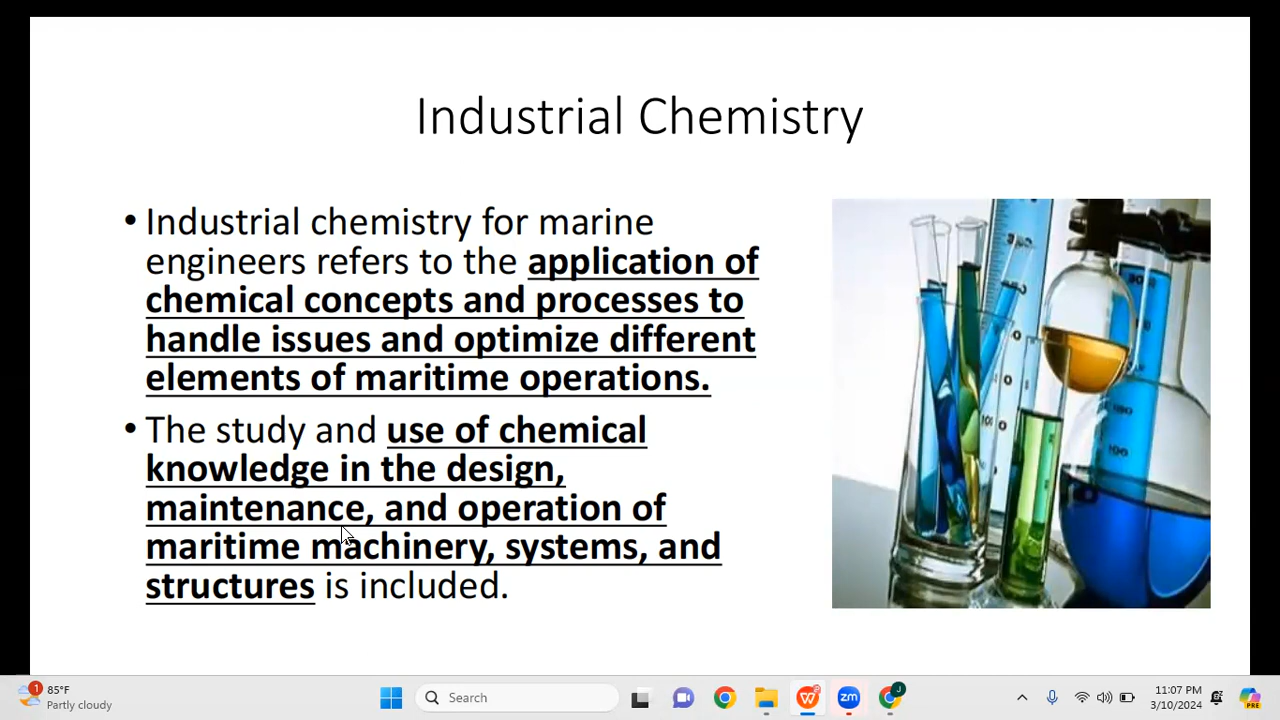 Industrial Chemistry
• Industrial chemistry for marine
engineers refers to the application of
chemical concepts and processes to
handle issues and optimize different
elements of maritime operations.
• The study and use of chemical
knowledge in the design,
maintenance, and operation of
maritime machinery, systems, and
structures is included.
1
85°F
Partly cloudy
Search
W
zm
J
11:07 PM
3/10/2024
PRE